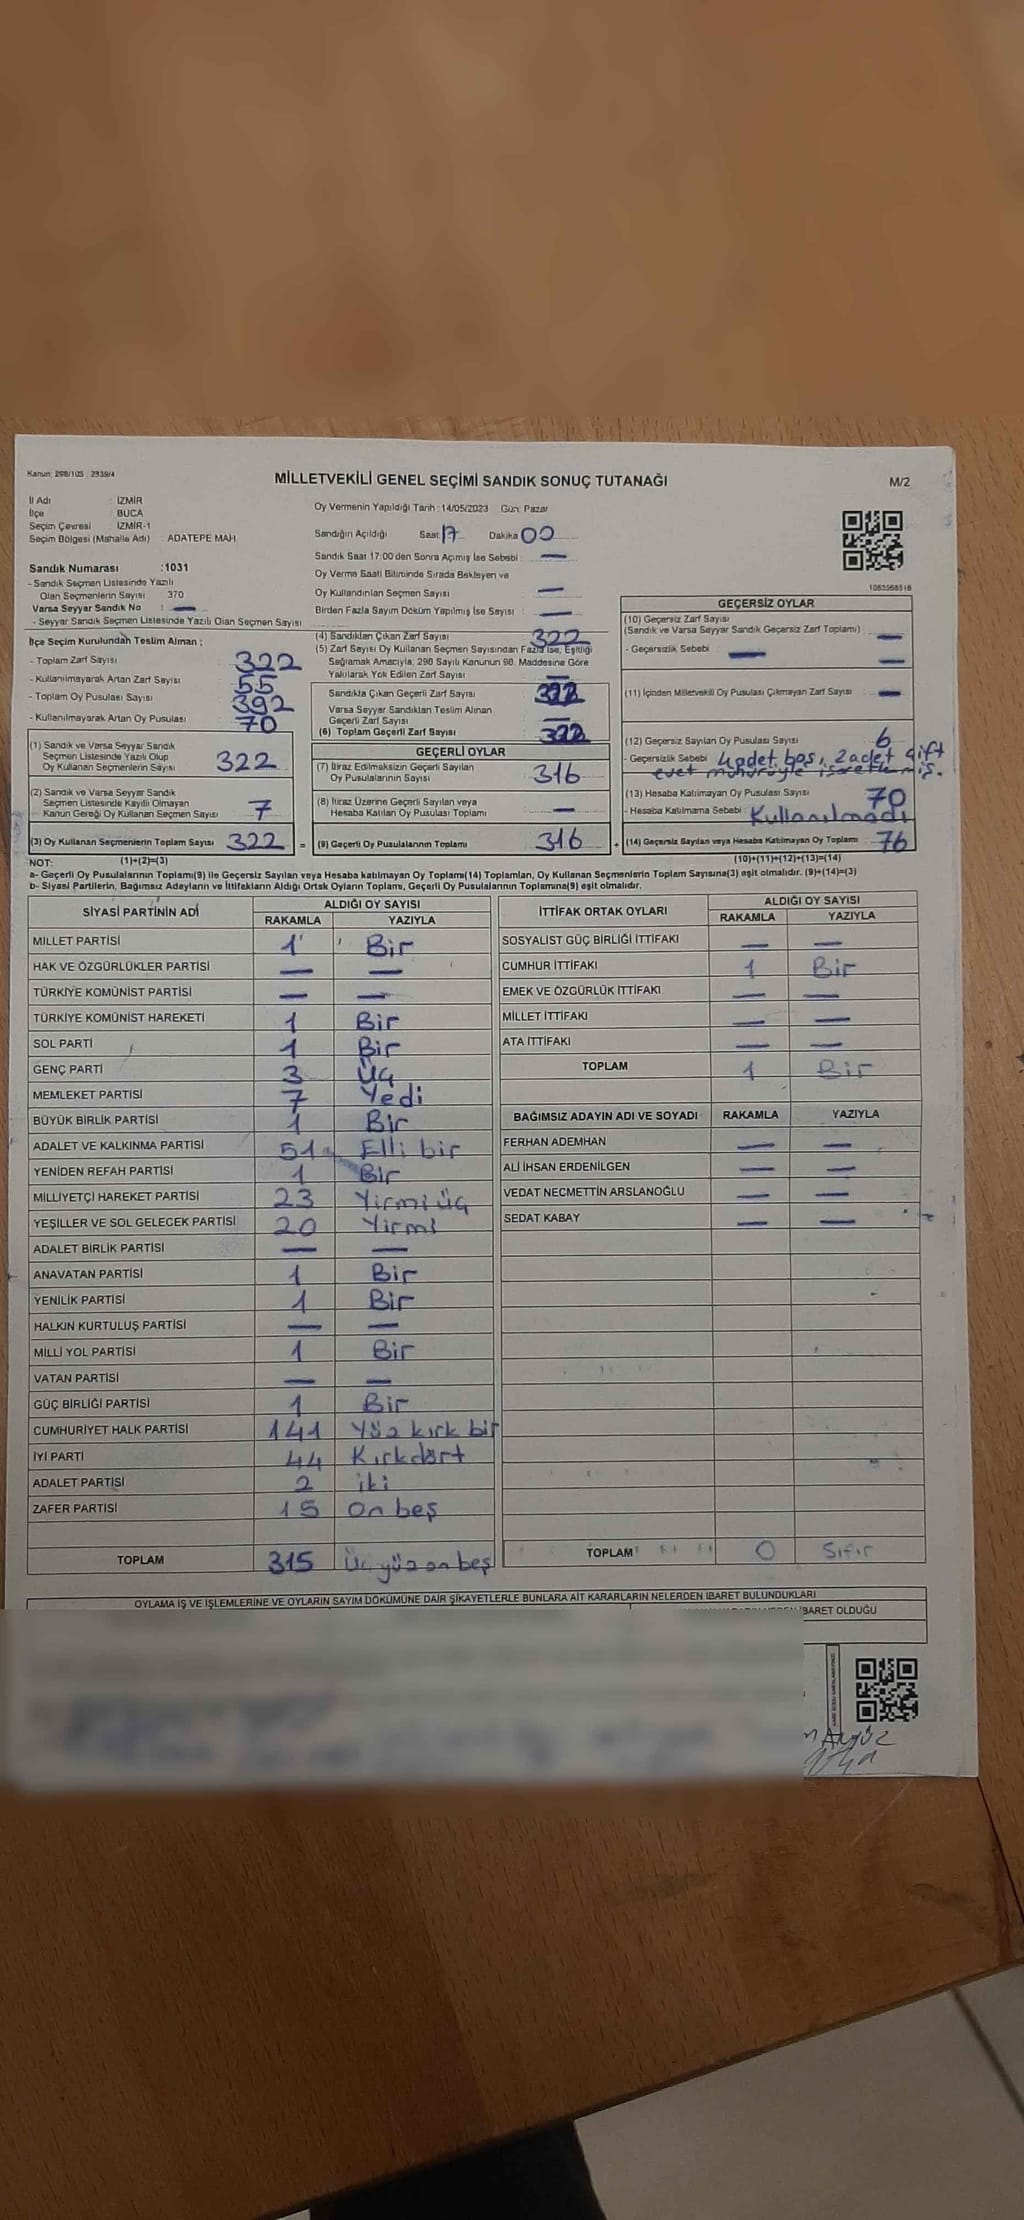 Kanun: 298/105 , 2839/4
MİLLETVEKİLİ GENEL SEÇİMİ SANDIK SONUÇ TUTANAĞI
M/2
İl Adı : İZMİR
İlçe : BUCA
Seçim Çevresi : İZMİR-1
Seçim Bölgesi (Mahalle Adı) : ADATEPE MAH.
Sandık Numarası :1031
- Sandık Seçmen Listesinde Yazılı
Olan Seçmenlerin Sayısı 370
Varsa Seyyar Sandık No : —
- Seyyar Sandık Seçmen Listesinde Yazılı Olan Seçmen Sayısı
Oy Vermenin Yapıldığı Tarih :14/05/2023 Gün: Pazar
Sandığın Açıldığı Saat 17 Dakika 00
Sandık Saat 17:00 den Sonra Açımış İse Sebebi : —
Oy Verme Saati Bitiminde Sırada Bekleyen ve
Oy Kullandırılan Seçmen Sayısı —
Birden Fazla Sayım Döküm Yapılmış İse Sayısı : —
1083568518
İlçe Seçim Kurulundan Teslim Alınan ;
- Toplam Zarf Sayısı 322
- Kullanılmayarak Artan Zarf Sayısı 55
- Toplam Oy Pusulası Sayısı 392
- Kullanılmayarak Artan Oy Pusulası 70
(1) Sandık ve Varsa Seyyar Sandık
Seçmen Listesinde Yazılı Olup
Oy Kullanan Seçmenlerin Sayısı 322
(2) Sandık ve Varsa Seyyar Sandık
Seçmen Listesinde Kayıtlı Olmayan
Kanun Gereği Oy Kullanan Seçmen Sayısı 7
(3) Oy Kullanan Seçmenlerin Toplam Sayısı 322 =
(4) Sandıktan Çıkan Zarf Sayısı 322
(5) Zarf Sayısı Oy Kullanan Seçmen Sayısından Fazla İse, Eşitliği
Sağlamak Amacıyla; 298 Sayılı Kanunun 98. Maddesine Göre
Yakılarak Yok Edilen Zarf Sayısı —
Sandıkta Çıkan Geçerli Zarf Sayısı 322
Varsa Seyyar Sandıktan Teslim Alınan
Geçerli Zarf Sayısı —
(6) Toplam Geçerli Zarf Sayısı 322
GEÇERLİ OYLAR
(7) İtiraz Edilmeksizin Geçerli Sayılan
Oy Pusulalarının Sayısı 316
(8) İtiraz Üzerine Geçerli Sayılan veya
Hesaba Katılan Oy Pusulası Toplamı —
(9) Geçerli Oy Pusulalarının Toplamı 316 +
GEÇERSİZ OYLAR
(10) Geçersiz Zarf Sayısı
(Sandık ve Varsa Seyyar Sandık Geçersiz Zarf Toplamı) —
- Geçersizlik Sebebi — —
(11) İçinden Milletvekili Oy Pusulası Çıkmayan Zarf Sayısı —
(12) Geçersiz Sayılan Oy Pusulası Sayısı 6
- Geçersizlik Sebebi 4 adet boş, 2 adet çift
evet mühürüyle işaretlenmiş.
(13) Hesaba Katılmayan Oy Pusulası Sayısı 70
- Hesaba Katılmama Sebebi Kullanılmadı
(14) Geçersiz Sayılan veya Hesaba Katılmayan Oy Toplamı 76
NOT: (1)+(2)=(3) (10)+(11)+(12)+(13)=(14)
a- Geçerli Oy Pusulalarının Toplamı(9) ile Geçersiz Sayılan veya Hesaba katılmayan Oy Toplamı(14) Toplamları, Oy Kullanan Seçmenlerin Toplam Sayısına(3) eşit olmalıdır. (9)+(14)=(3)
b- Siyasi Partilerin, Bağımsız Adayların ve İttifakların Aldığı Ortak Oyların Toplamı, Geçerli Oy Pusulalarının Toplamına(9) eşit olmalıdır.
SİYASİ PARTİNİN ADI ALDIĞI OY SAYISI
RAKAMLA YAZIYLA
MİLLET PARTİSİ 1 Bir
HAK VE ÖZGÜRLÜKLER PARTİSİ — —
TÜRKİYE KOMÜNİST PARTİSİ — —
TÜRKİYE KOMÜNİST HAREKETİ 1 Bir
SOL PARTİ 1 Bir
GENÇ PARTİ 3 Üç
MEMLEKET PARTİSİ 7 Yedi
BÜYÜK BİRLİK PARTİSİ 1 Bir
ADALET VE KALKINMA PARTİSİ 51 Elli bir
YENİDEN REFAH PARTİSİ 1 Bir
MİLLİYETÇİ HAREKET PARTİSİ 23 Yirmi üç
YEŞİLLER VE SOL GELECEK PARTİSİ 20 Yirmi
ADALET BİRLİK PARTİSİ — —
ANAVATAN PARTİSİ 1 Bir
YENİLİK PARTİSİ 1 Bir
HALKIN KURTULUŞ PARTİSİ — —
MİLLİ YOL PARTİSİ 1 Bir
VATAN PARTİSİ — —
GÜÇ BİRLİĞİ PARTİSİ 1 Bir
CUMHURİYET HALK PARTİSİ 141 Yüz kırk bir
İYİ PARTİ 44 Kırkdört
ADALET PARTİSİ 2 iki
ZAFER PARTİSİ 15 On beş
TOPLAM 315 Üç yüz on beş
İTTİFAK ORTAK OYLARI ALDIĞI OY SAYISI
RAKAMLA YAZIYLA
SOSYALİST GÜÇ BİRLİĞİ İTTİFAKI — —
CUMHUR İTTİFAKI 1 Bir
EMEK VE ÖZGÜRLÜK İTTİFAKI — —
MİLLET İTTİFAKI — —
ATA İTTİFAKI — —
TOPLAM 1 Bir
BAĞIMSIZ ADAYIN ADI VE SOYADI RAKAMLA YAZIYLA
FERHAN ADEMHAN — —
ALİ İHSAN ERDENİLGEN — —
VEDAT NECMETTİN ARSLANOĞLU — —
SEDAT KABAY — —
TOPLAM 0 Sıfır
OYLAMA İŞ VE İŞLEMLERİNE VE OYLARIN SAYIM DÖKÜMÜNE DAİR ŞİKAYETLERLE BUNLARA AİT KARARLARIN NELERDEN İBARET BULUNDUKLARI
İBARET OLDUĞU